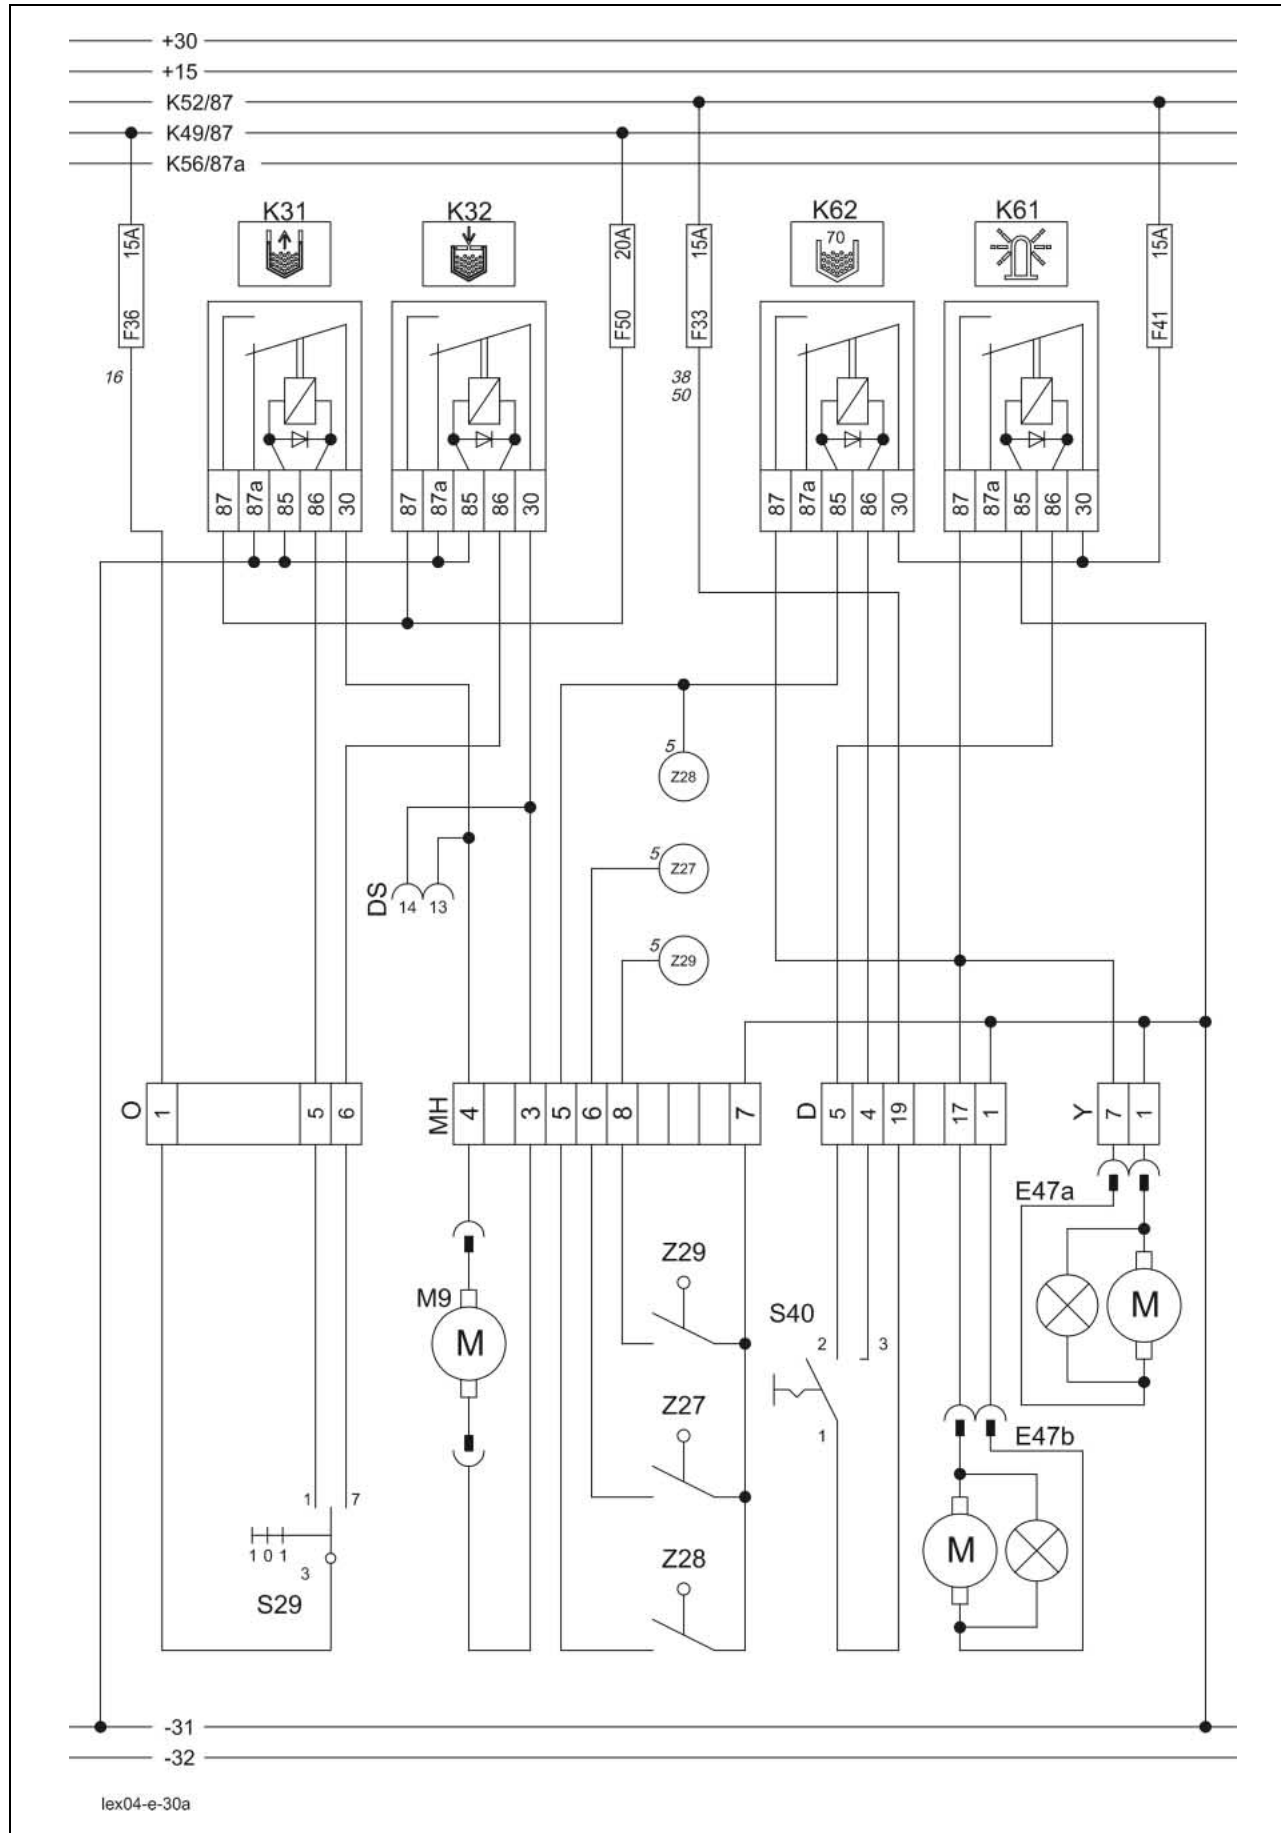 +30
+15
K52/87
K49/87
K56/87a
K31
K32
K62
K61
70
15A
F36
20A
F50
15A
F33
15A
F41
16
38
50
87 87a 85 86 30
87 87a 85 86 30
87 87a 85 86 30
87 87a 85 86 30
5
Z28
5
Z27
5
Z29
DS
14 13
O 1 5 6
MH 4 3 5 6 8 7
D 5 4 19 17 1
Y 7 1
E47a
M
Z29
M9
M
S40
2 3
1
Z27
E47b
M
1 7
1 0 1
3
S29
Z28
-31
-32
lex04-e-30a